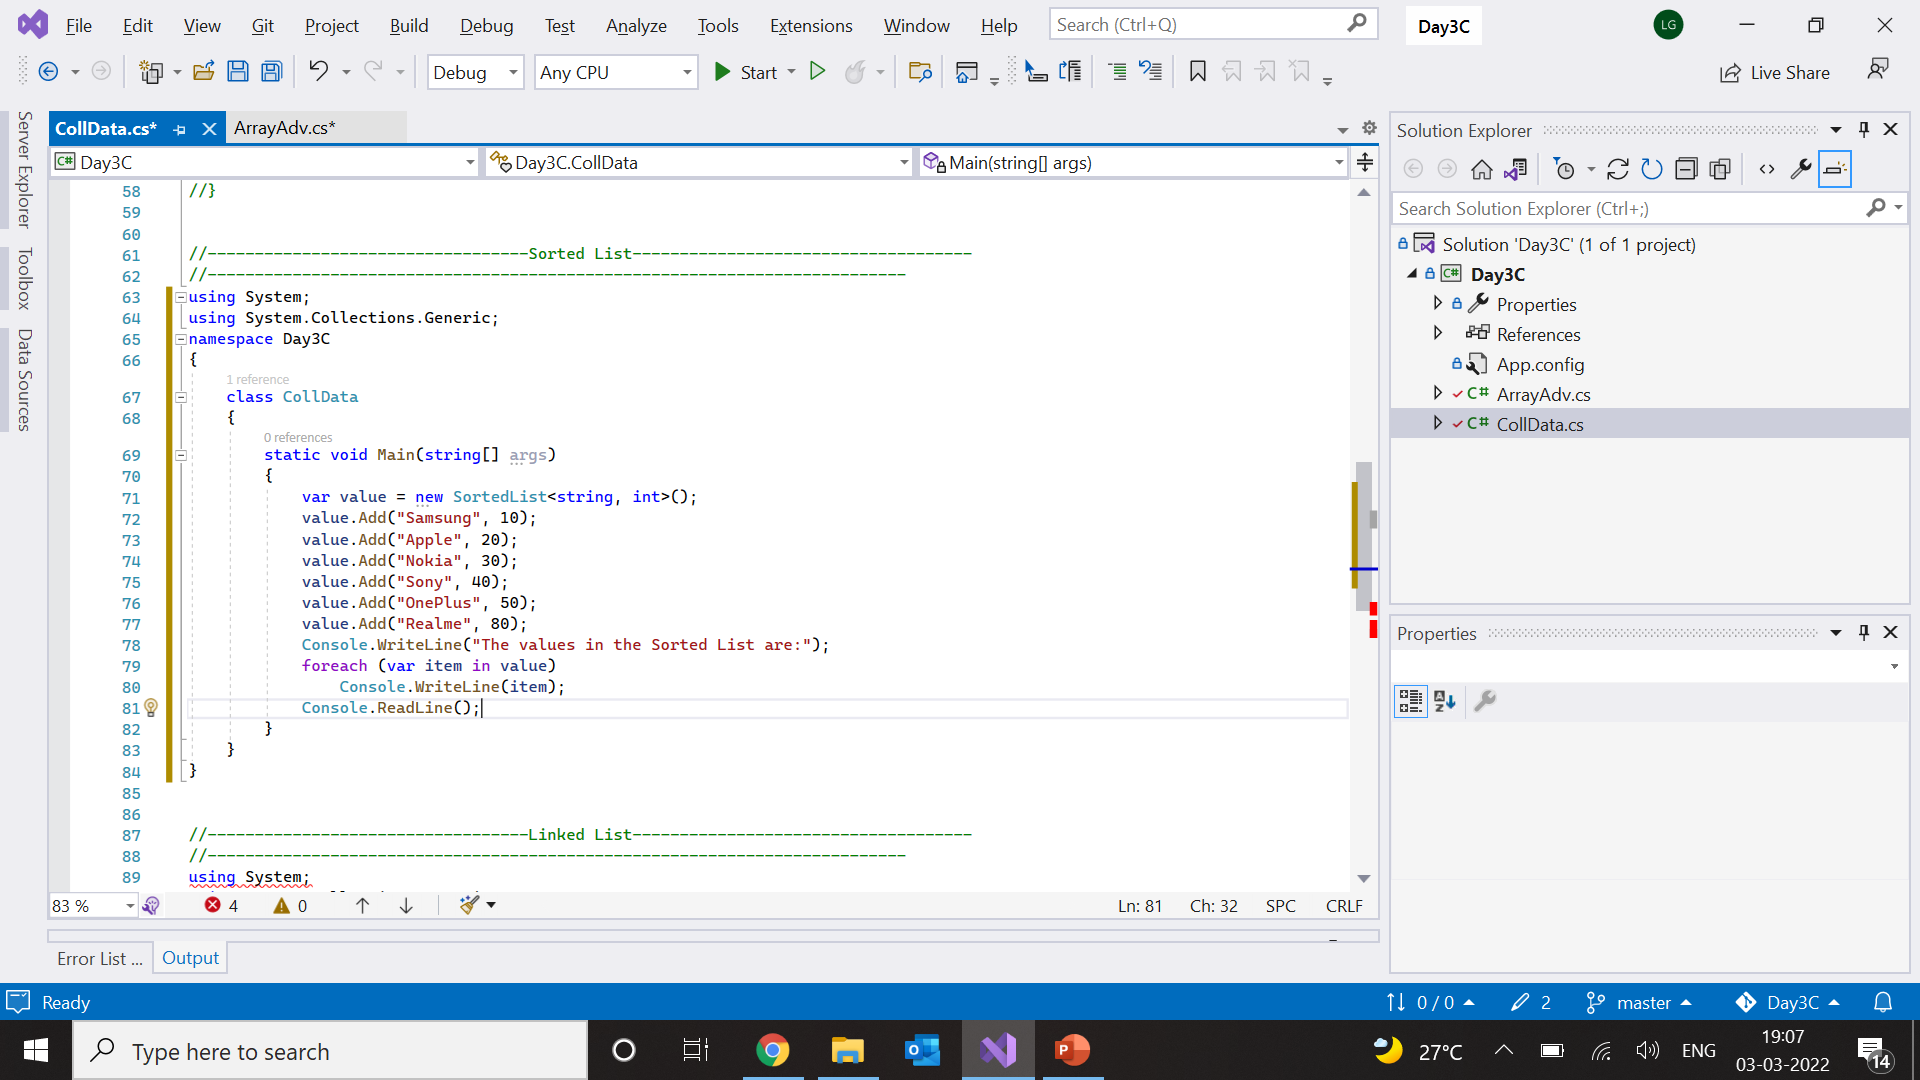 File Edit View Git Project Build Debug Test Analyze Tools Extensions Window Help Search (Ctrl+Q) Day3C LG
Debug Any CPU Start Live Share
Server Explorer
Toolbox
Data Sources
CollData.cs* ArrayAdv.cs*
C# Day3C Day3C.CollData Main(string[] args)
58 //}
59
60
61 //----------------------------------Sorted List------------------------------------
62 //--------------------------------------------------------------------------
63 using System;
64 using System.Collections.Generic;
65 namespace Day3C
66 {
1 reference
67 class CollData
68 {
0 references
69 static void Main(string[] args)
70 {
71 var value = new SortedList<string, int>();
72 value.Add("Samsung", 10);
73 value.Add("Apple", 20);
74 value.Add("Nokia", 30);
75 value.Add("Sony", 40);
76 value.Add("OnePlus", 50);
77 value.Add("Realme", 80);
78 Console.WriteLine("The values in the Sorted List are:");
79 foreach (var item in value)
80 Console.WriteLine(item);
81 Console.ReadLine();
82 }
83 }
84 }
85
86
87 //----------------------------------Linked List------------------------------------
88 //--------------------------------------------------------------------------
89 using System;
83 % 4 0 Ln: 81 Ch: 32 SPC CRLF
Error List ... Output
Solution Explorer
Search Solution Explorer (Ctrl+;)
Solution 'Day3C' (1 of 1 project)
C# Day3C
Properties
References
App.config
C# ArrayAdv.cs
C# CollData.cs
Properties
Ready 0 / 0 2 master Day3C
Type here to search 27°C ENG 19:07
03-03-2022 14